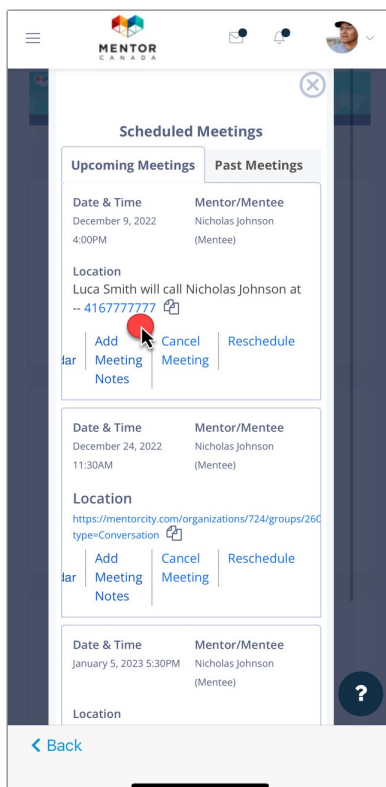 MENTOR
CANADA
Scheduled Meetings
Upcoming Meetings
Past Meetings
Date & Time
Mentor/Mentee
December 9, 2022
Nicholas Johnson
4:00PM
(Mentee)
Location
Luca Smith will call Nicholas Johnson at
-- 4167777777
dar
Add
Meeting
Notes
Cancel
Meeting
Reschedule
Date & Time
Mentor/Mentee
December 24, 2022
Nicholas Johnson
11:30AM
(Mentee)
Location
https://mentorcity.com/organizations/724/groups/260
type=Conversation
dar
Add
Meeting
Notes
Cancel
Meeting
Reschedule
Date & Time
Mentor/Mentee
January 5, 2023 5:30PM
Nicholas Johnson
(Mentee)
Location
?
Back